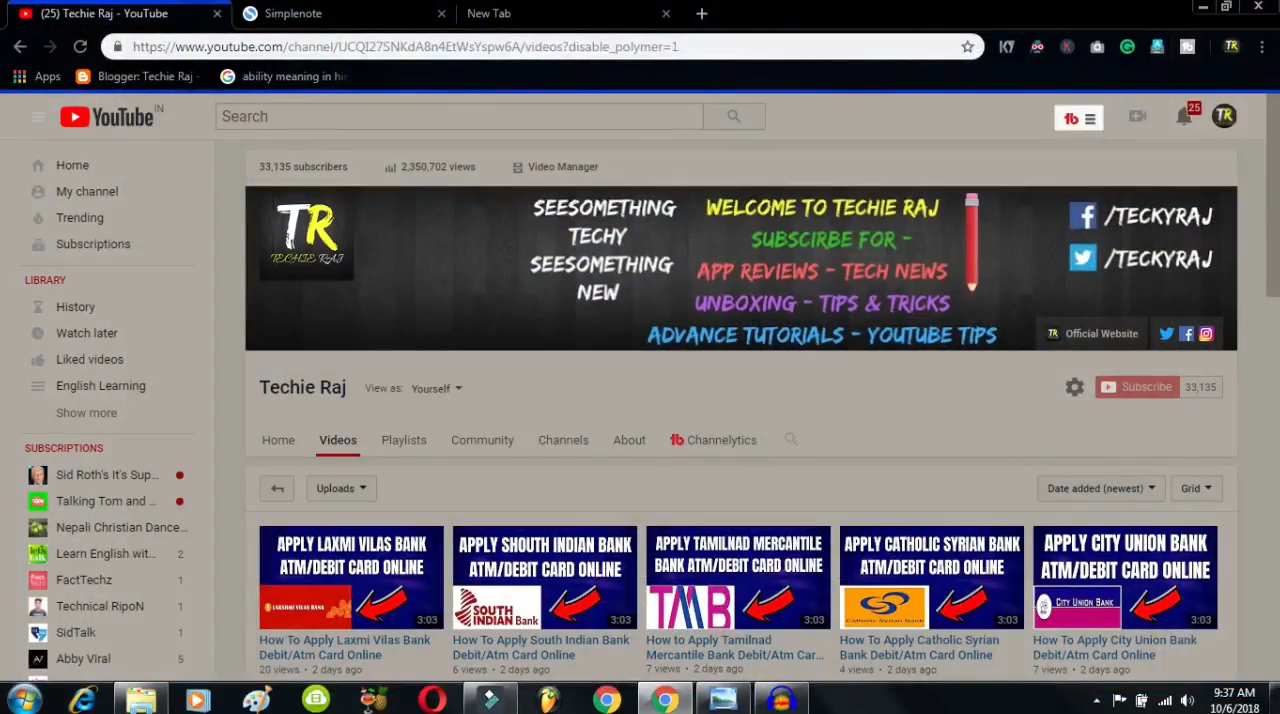 (25) Techie Raj - YouTube
Simplenote
New Tab
https://www.youtube.com/channel/UCQI27SNKdA8n4EtWsYspw6A/videos?disable_polymer=1
Apps
Blogger: Techie Raj -
ability meaning in hin
YouTube IN
Search
25
33,135 subscribers
2,350,702 views
Video Manager
Home
My channel
Trending
Subscriptions
LIBRARY
History
Watch later
Liked videos
English Learning
Show more
SUBSCRIPTIONS
Sid Roth's It's Sup...
Talking Tom and ...
Nepali Christian Dance...
Learn English wit... 2
FactTechz 1
Technical RipoN 1
SidTalk 1
Abby Viral 5
TR
TECHIE RAJ
SEESOMETHING
TECHY
SEESOMETHING
NEW
WELCOME TO TECHIE RAJ
SUBSCIRBE FOR -
APP REVIEWS - TECH NEWS
UNBOXING - TIPS & TRICKS
ADVANCE TUTORIALS - YOUTUBE TIPS
/TECKYRAJ
/TECKYRAJ
Official Website
Techie Raj
View as: Yourself
Subscribe 33,135
Home
Videos
Playlists
Community
Channels
About
Channelytics
Uploads
Date added (newest)
Grid
APPLY LAXMI VILAS BANK
ATM/DEBIT CARD ONLINE
LAKSHMI VILAS BANK
3:03
How To Apply Laxmi Vilas Bank
Debit/Atm Card Online
20 views • 2 days ago
APPLY SHOUTH INDIAN BANK
ATM/DEBIT CARD ONLINE
SOUTH
INDIAN Bank
3:03
How To Apply South Indian Bank
Debit/Atm Card Online
6 views • 2 days ago
APPLY TAMILNAD MERCANTILE
BANK ATM/DEBIT CARD ONLINE
TMB
3:03
How to Apply Tamilnad
Mercantile Bank Debit/Atm Car...
7 views • 2 days ago
APPLY CATHOLIC SYRIAN BANK
ATM/DEBIT CARD ONLINE
Catholic Syrian Bank
3:03
How To Apply Catholic Syrian
Bank Debit/Atm Card Online
4 views • 2 days ago
APPLY CITY UNION BANK
ATM/DEBIT CARD ONLINE
CITY UNION BANK
3:03
How To Apply City Union Bank
Debit/Atm Card Online
7 views • 2 days ago
9:37 AM
10/6/2018